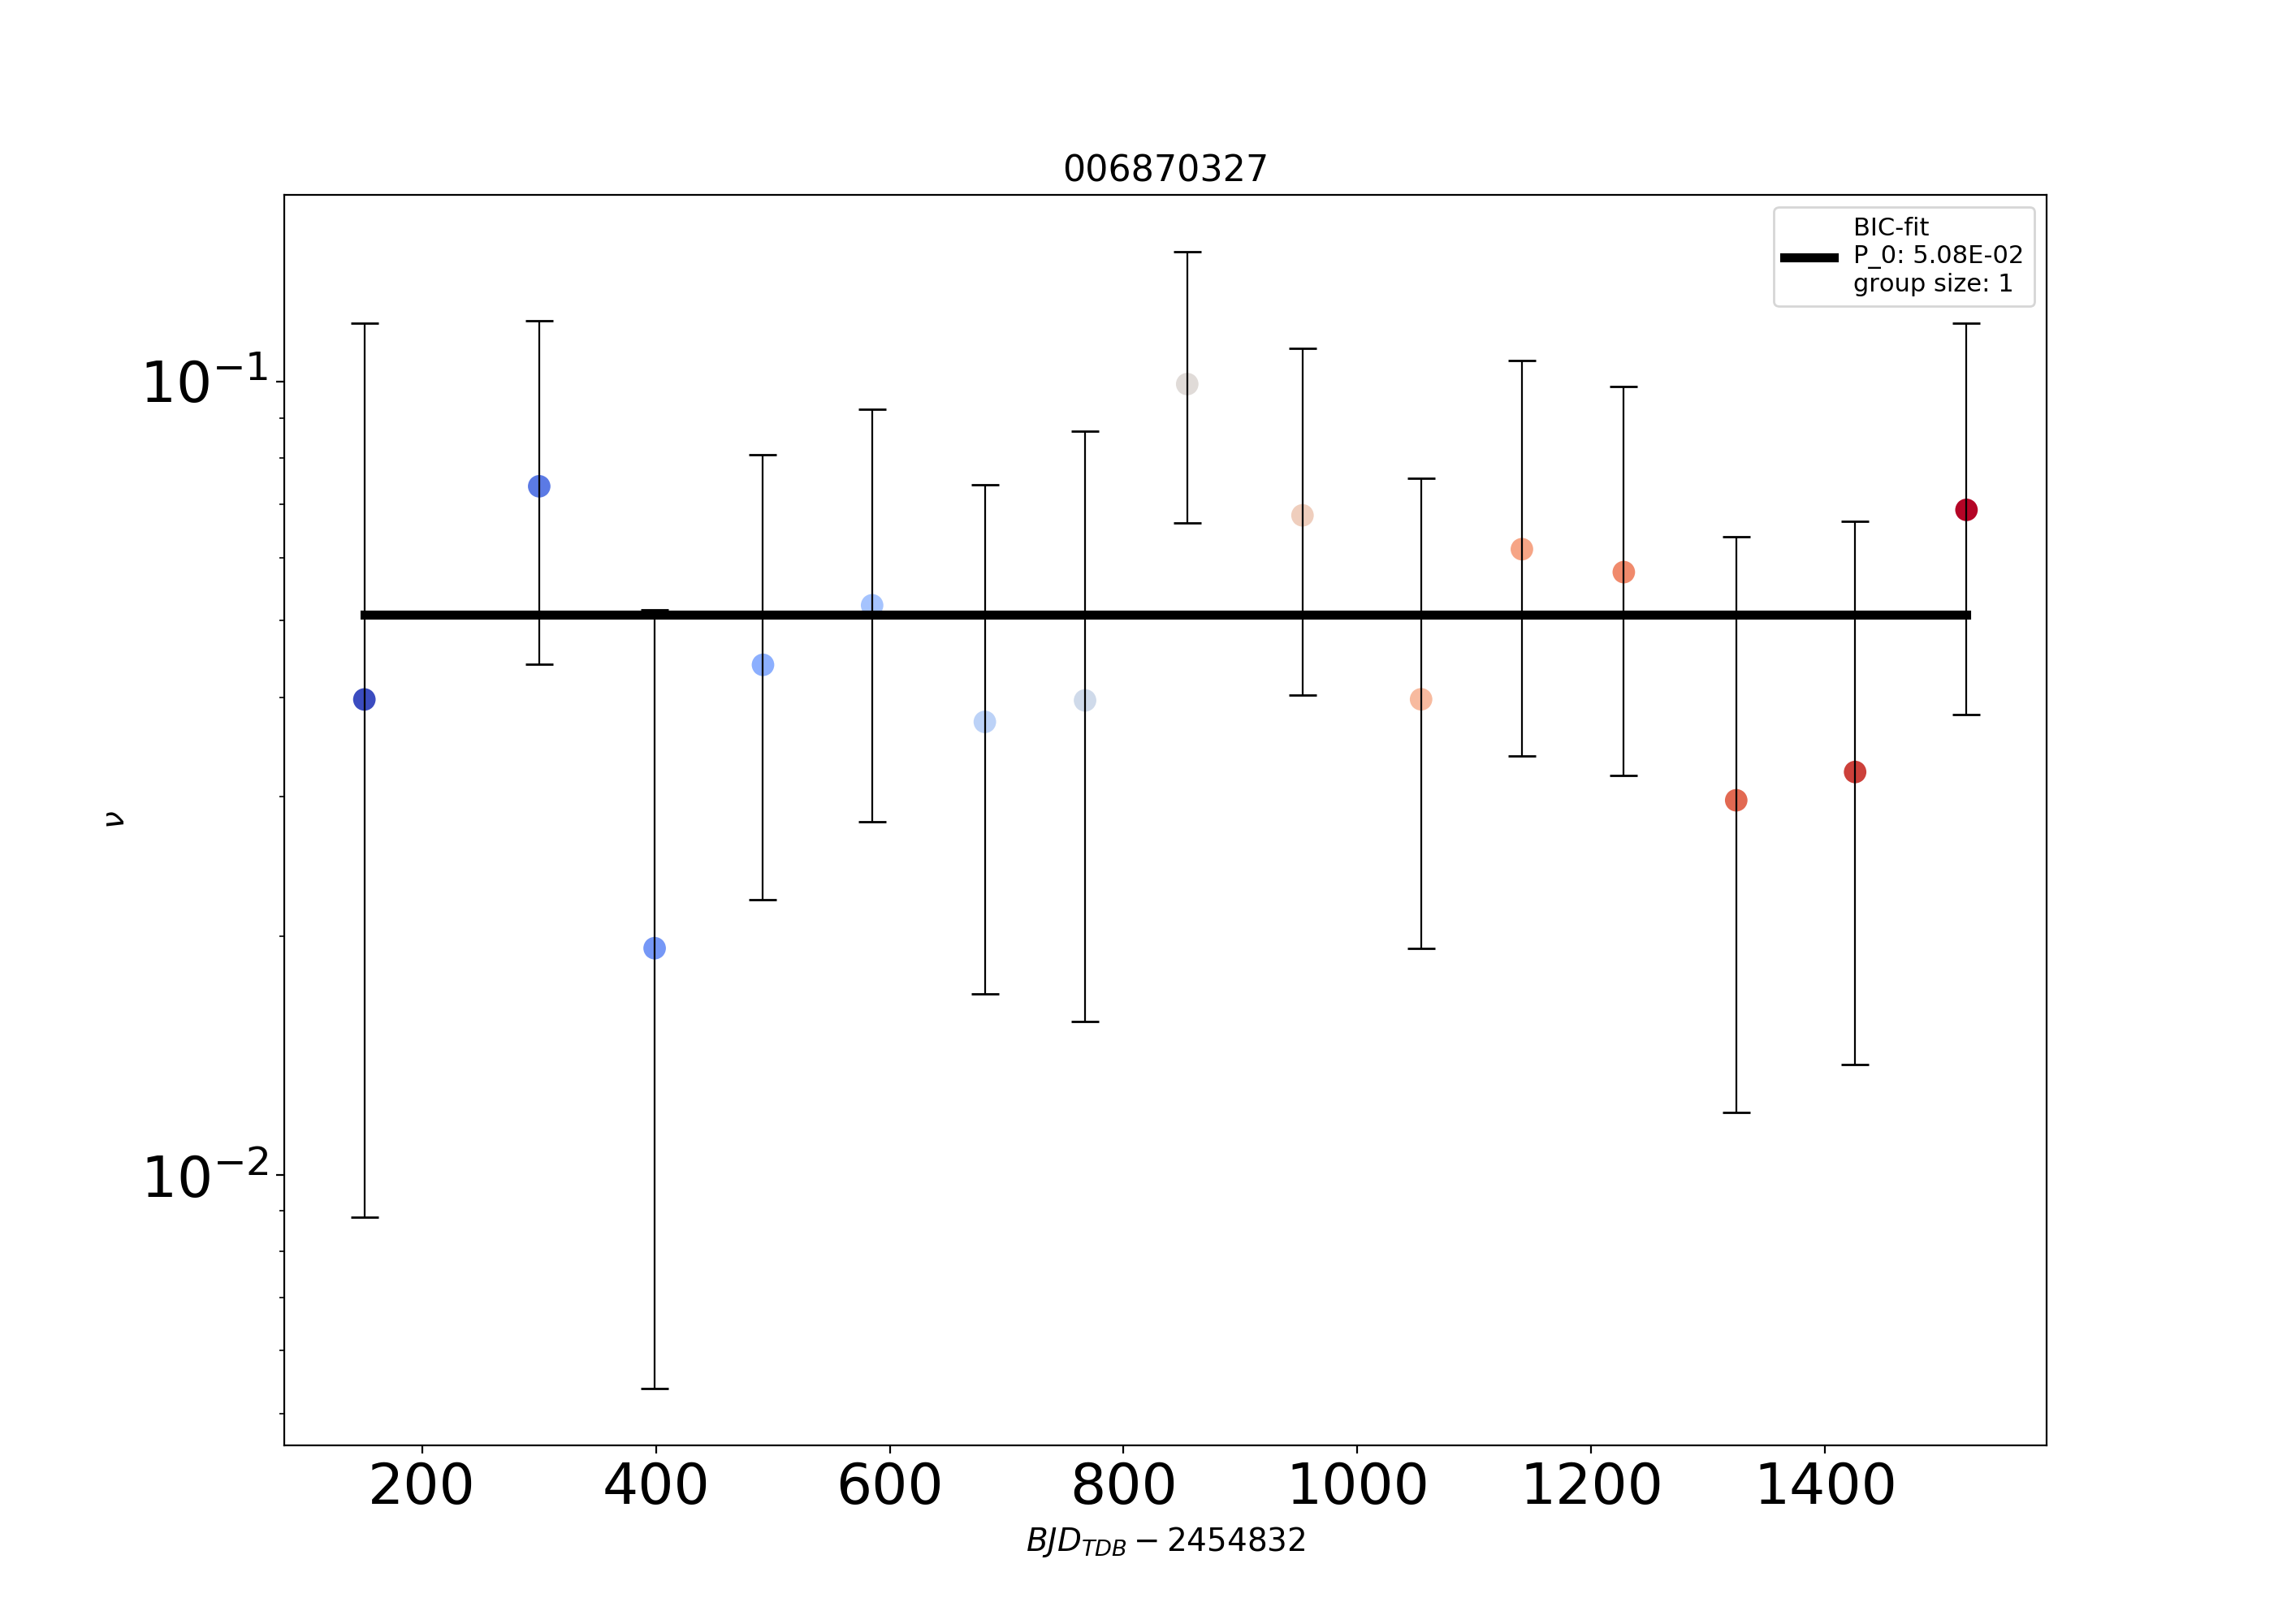 006870327
BIC-fit
P_0: 5.08E-02
group size: 1
10⁻¹
10⁻²
ν
200 400 600 800 1000 1200 1400
BJD_TDB − 2454832